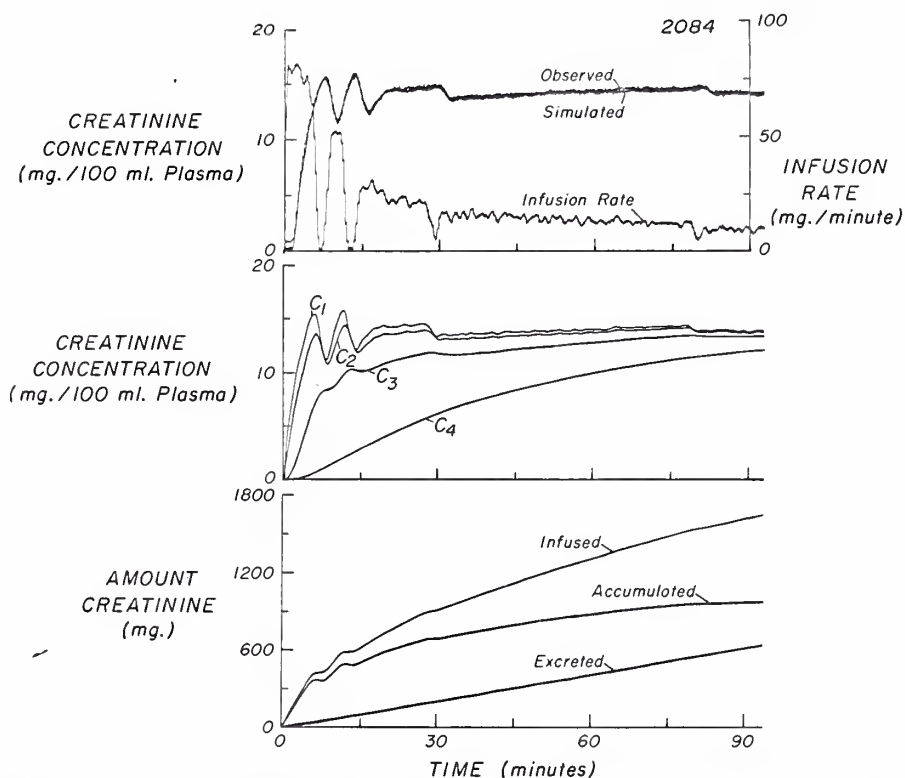 2084
20
10
0
CREATININE
CONCENTRATION
(mg./100 ml. Plasma)
Observed
Simulated
Infusion Rate
100
50
0
INFUSION
RATE
(mg./minute)
20
10
0
CREATININE
CONCENTRATION
(mg./100 ml. Plasma)
C1
C2
C3
C4
1800
1200
600
0
AMOUNT
CREATININE
(mg.)
Infused
Accumulated
Excreted
0 30 60 90
TIME (minutes)